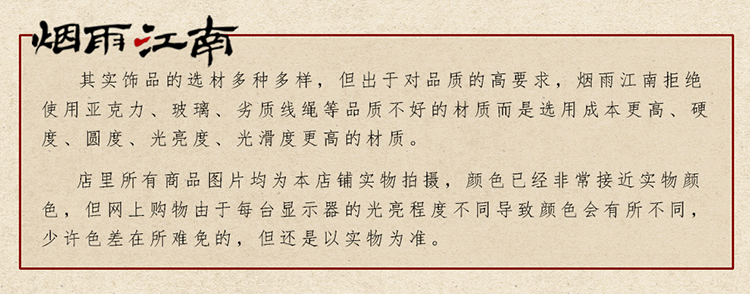 烟雨江南
其实饰品的选材多种多样，但出于对品质的高要求，烟雨江南拒绝
使用亚克力、玻璃、劣质线绳等品质不好的材质而是选用成本更高、硬
度、圆度、光亮度、光滑度更高的材质。
店里所有商品图片均为本店铺实物拍摄，颜色已经非常接近实物颜
色，但网上购物由于每台显示器的光亮程度不同导致颜色会有所不同，
少许色差在所难免的，但还是以实物为准。